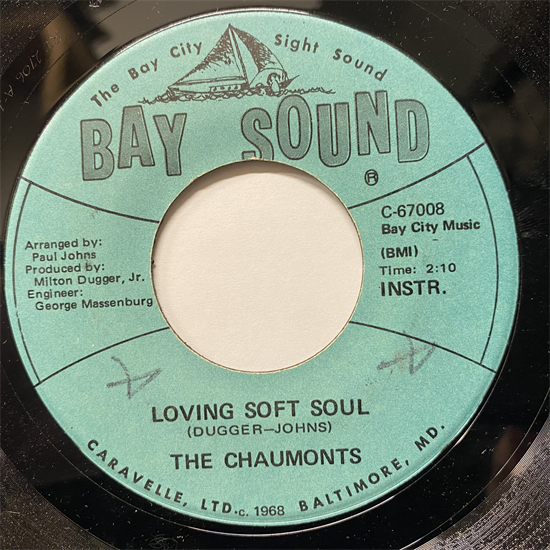 The Bay City Sight Sound
BAY SOUND
®
C-67008
Bay City Music
(BMI)
Time: 2:10
INSTR.
Arranged by:
Paul Johns
Produced by:
Milton Dugger, Jr.
Engineer:
George Massenburg
LOVING SOFT SOUL
(DUGGER—JOHNS)
THE CHAUMONTS
CARAVELLE, LTD. c. 1968 BALTIMORE, MD.